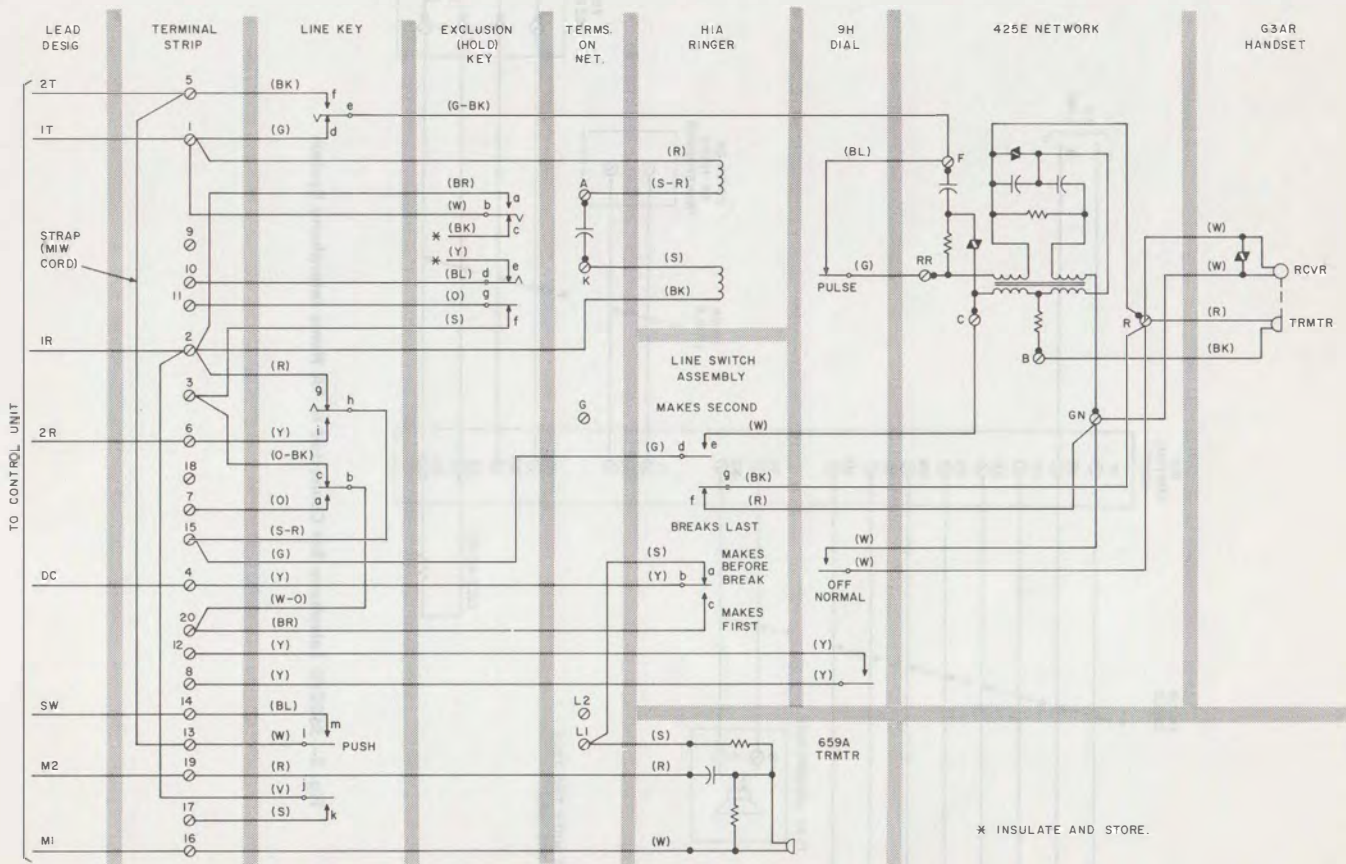 LEAD DESIG
TERMINAL STRIP
LINE KEY
EXCLUSION (HOLD) KEY
TERMS. ON NET.
H1A RINGER
9H DIAL
425E NETWORK
G3AR HANDSET
2T
5
(BK)
f
e
(G-BK)
1T
1
(G)
d
(R)
(BL)
F
(S-R)
A
(BR)
a
(W)
b
(BK)
c
*
9
STRAP (MIW CORD)
(Y)
*
e
10
(BL)
d
K
(S)
(W)
(W)
RCVR
(G)
RR
PULSE
11
(O)
g
(BK)
(S)
f
C
R
(R)
TRMTR
1R
2
B
(BK)
LINE SWITCH ASSEMBLY
(R)
g
h
3
MAKES SECOND
G
GN
2R
6
(Y)
i
(W)
(G)
d
e
(O-BK)
18
c
b
g
(BK)
7
(O)
a
f
(R)
15
(S-R)
BREAKS LAST
(G)
(S)
a
MAKES BEFORE BREAK
(W)
(W)
OFF NORMAL
DC
4
(Y)
(Y)
b
(W-O)
c
MAKES FIRST
20
(BR)
12
(Y)
(Y)
8
(Y)
(Y)
SW
14
(BL)
m
L2
13
(W)
l
PUSH
L1
(S)
659A TRMTR
M2
19
(R)
(R)
(V)
j
17
(S)
k
M1
16
(W)
* INSULATE AND STORE.
TO CONTROL UNIT